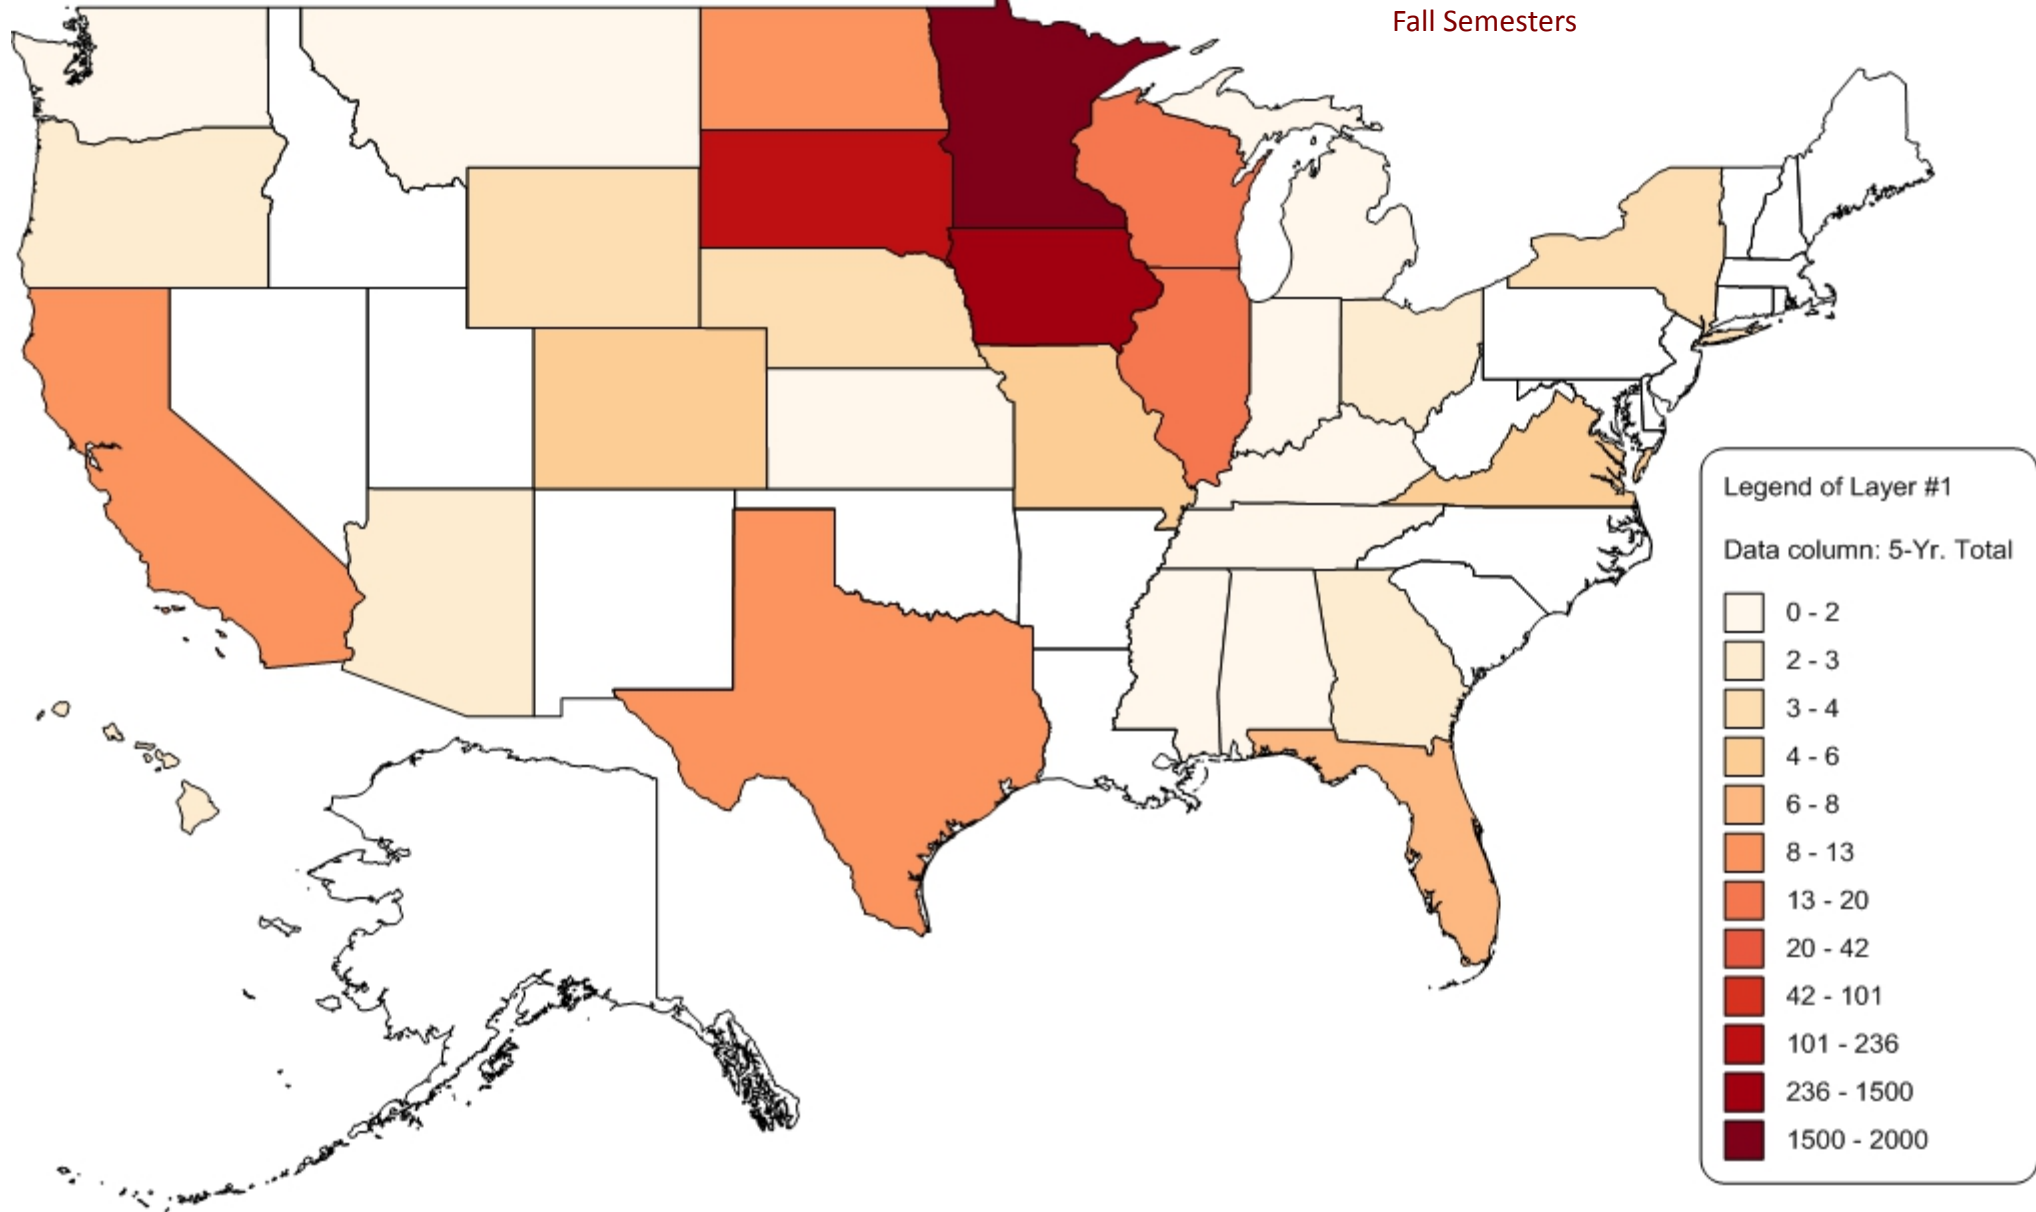 Fall Semesters
Legend of Layer #1
Data column: 5-Yr. Total
0 - 2
2 - 3
3 - 4
4 - 6
6 - 8
8 - 13
13 - 20
20 - 42
42 - 101
101 - 236
236 - 1500
1500 - 2000